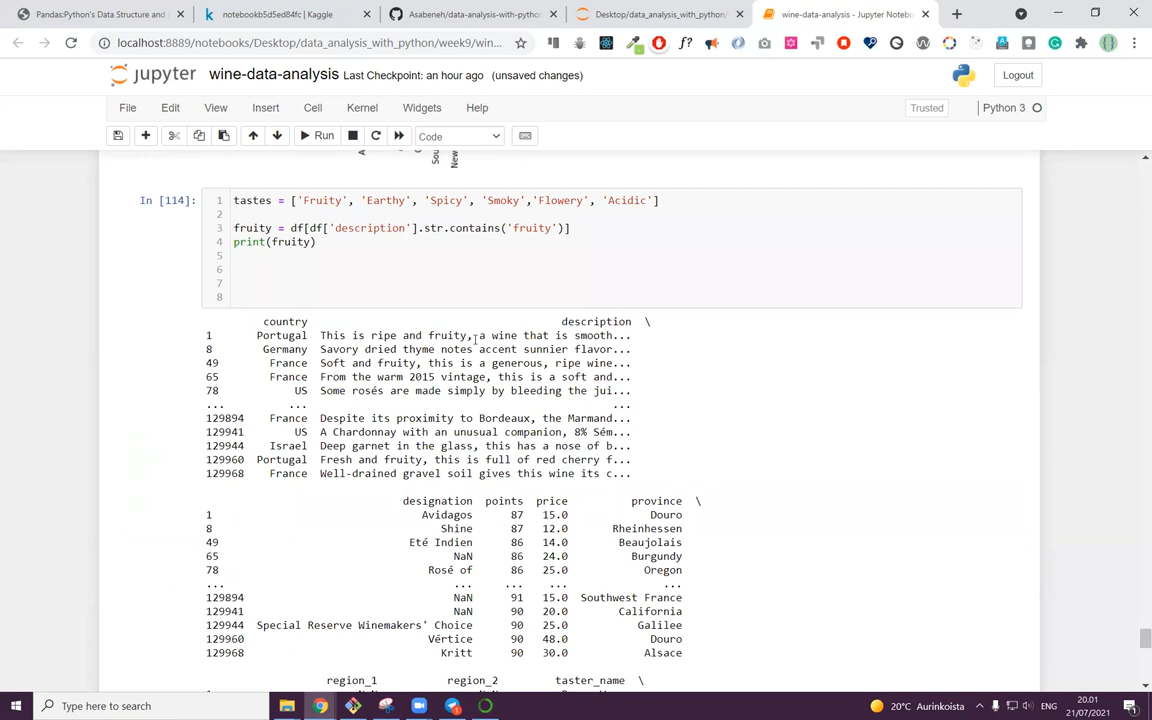 Pandas:Python's Data Structure and
notebookb5d5ed84fc | Kaggle
Asabeneh/data-analysis-with-python
Desktop/data_analysis_with_python/
wine-data-analysis - Jupyter Notebo
localhost:8889/notebooks/Desktop/data_analysis_with_python/week9/win...
jupyter wine-data-analysis Last Checkpoint: an hour ago (unsaved changes)
Logout
File Edit View Insert Cell Kernel Widgets Help
Trusted
Python 3
Run
Code
In [114]:
1 tastes = ['Fruity', 'Earthy', 'Spicy', 'Smoky','Flowery', 'Acidic']
2
3 fruity = df[df['description'].str.contains('fruity')]
4 print(fruity)
5
6
7
8
country description \
1 Portugal This is ripe and fruity, a wine that is smooth...
8 Germany Savory dried thyme notes accent sunnier flavor...
49 France Soft and fruity, this is a generous, ripe wine...
65 France From the warm 2015 vintage, this is a soft and...
78 US Some rosés are made simply by bleeding the jui...
... ... ...
129894 France Despite its proximity to Bordeaux, the Marmand...
129941 US A Chardonnay with an unusual companion, 8% Sém...
129944 Israel Deep garnet in the glass, this has a nose of b...
129960 Portugal Fresh and fruity, this is full of red cherry f...
129968 France Well-drained gravel soil gives this wine its c...
designation points price province \
1 Avidagos 87 15.0 Douro
8 Shine 87 12.0 Rheinhessen
49 Eté Indien 86 14.0 Beaujolais
65 NaN 86 24.0 Burgundy
78 Rosé of 86 25.0 Oregon
... ... ... ... ...
129894 NaN 91 15.0 Southwest France
129941 NaN 90 20.0 California
129944 Special Reserve Winemakers' Choice 90 25.0 Galilee
129960 Vértice 90 48.0 Douro
129968 Kritt 90 30.0 Alsace
region_1 region_2 taster_name \
Type here to search
20°C Aurinkoista
ENG
20.01
21/07/2021